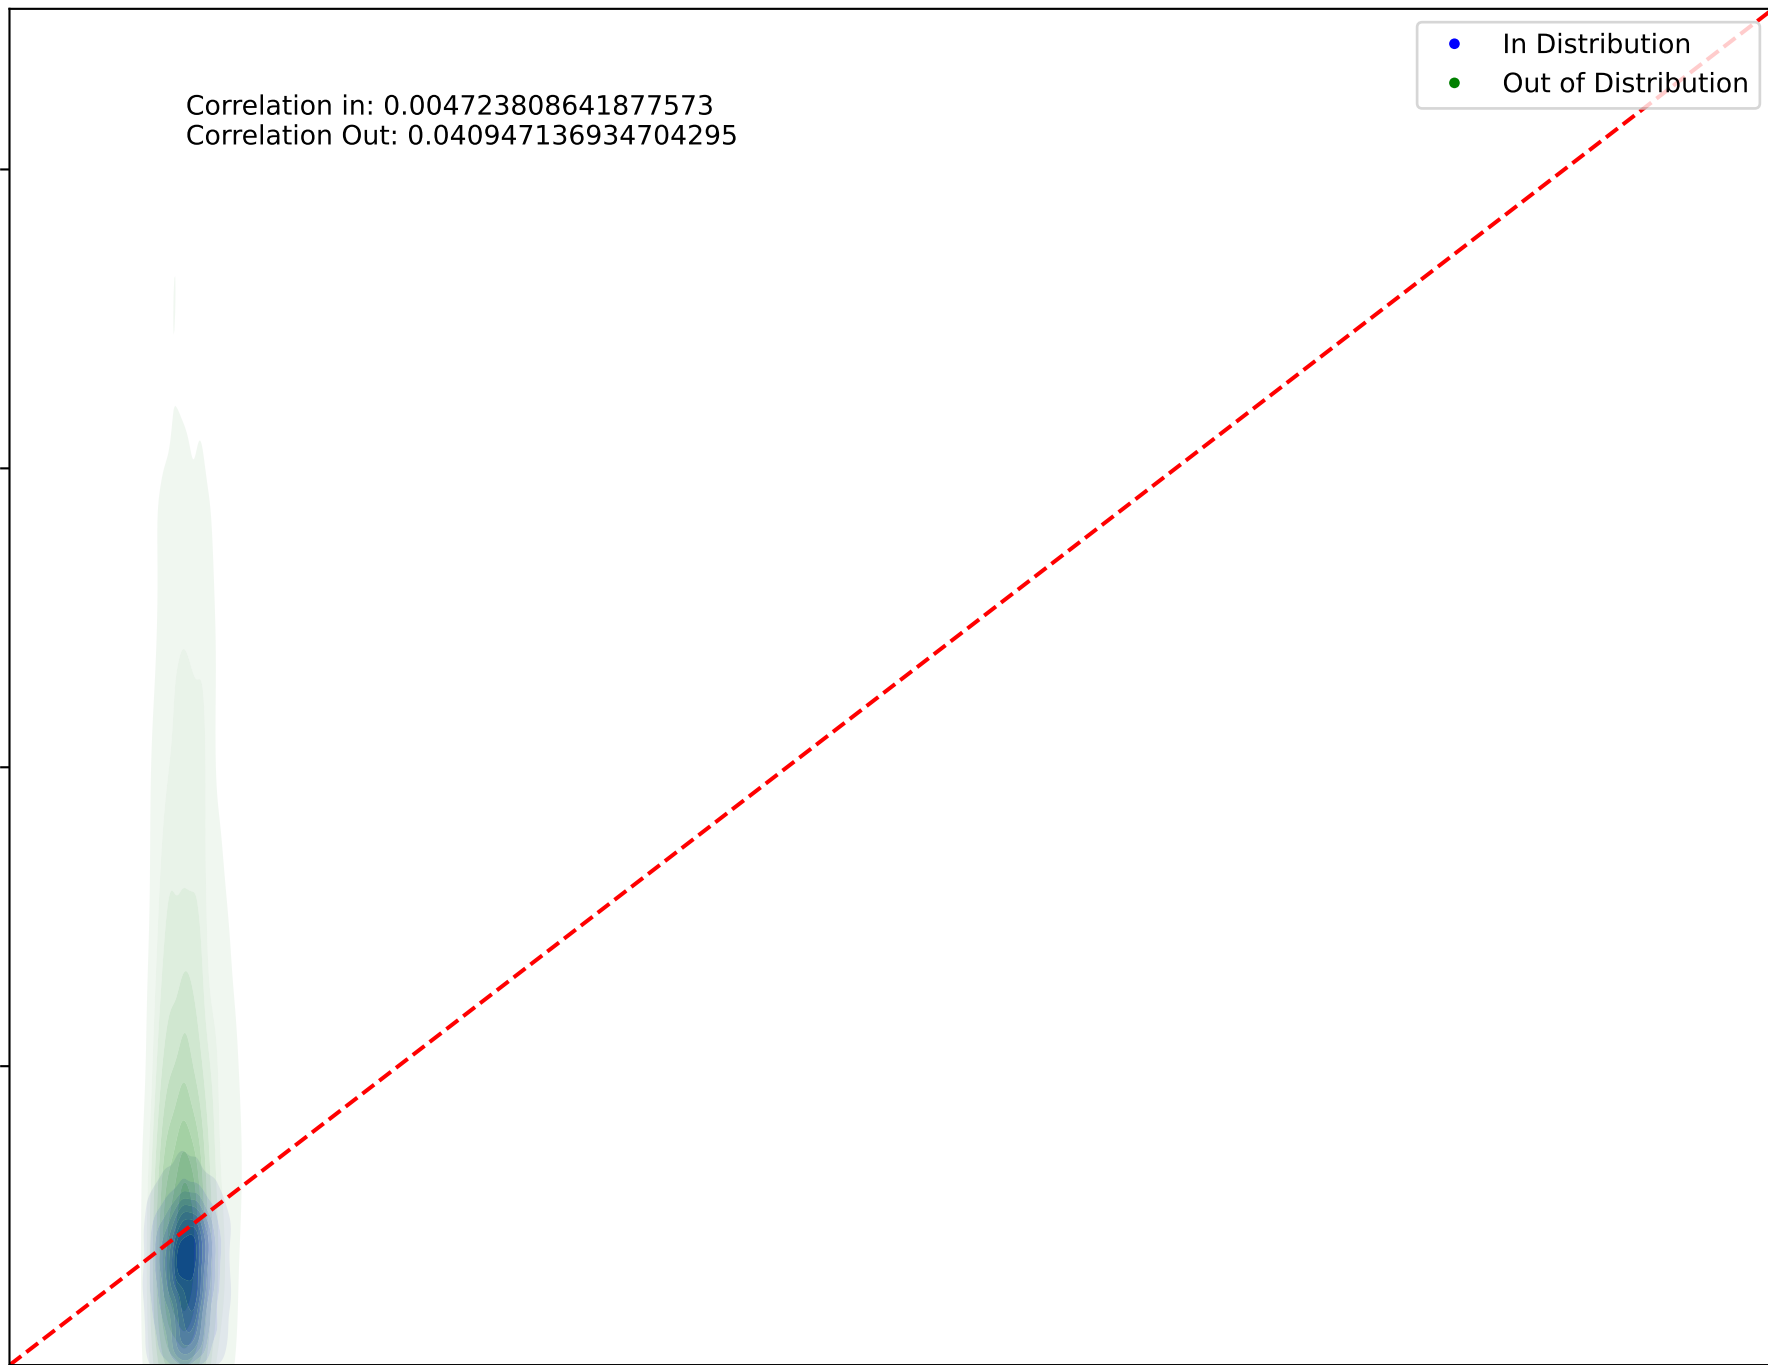 In Distribution
Out of Distribution
Correlation in: 0.004723808641877573
Correlation Out: 0.040947136934704295